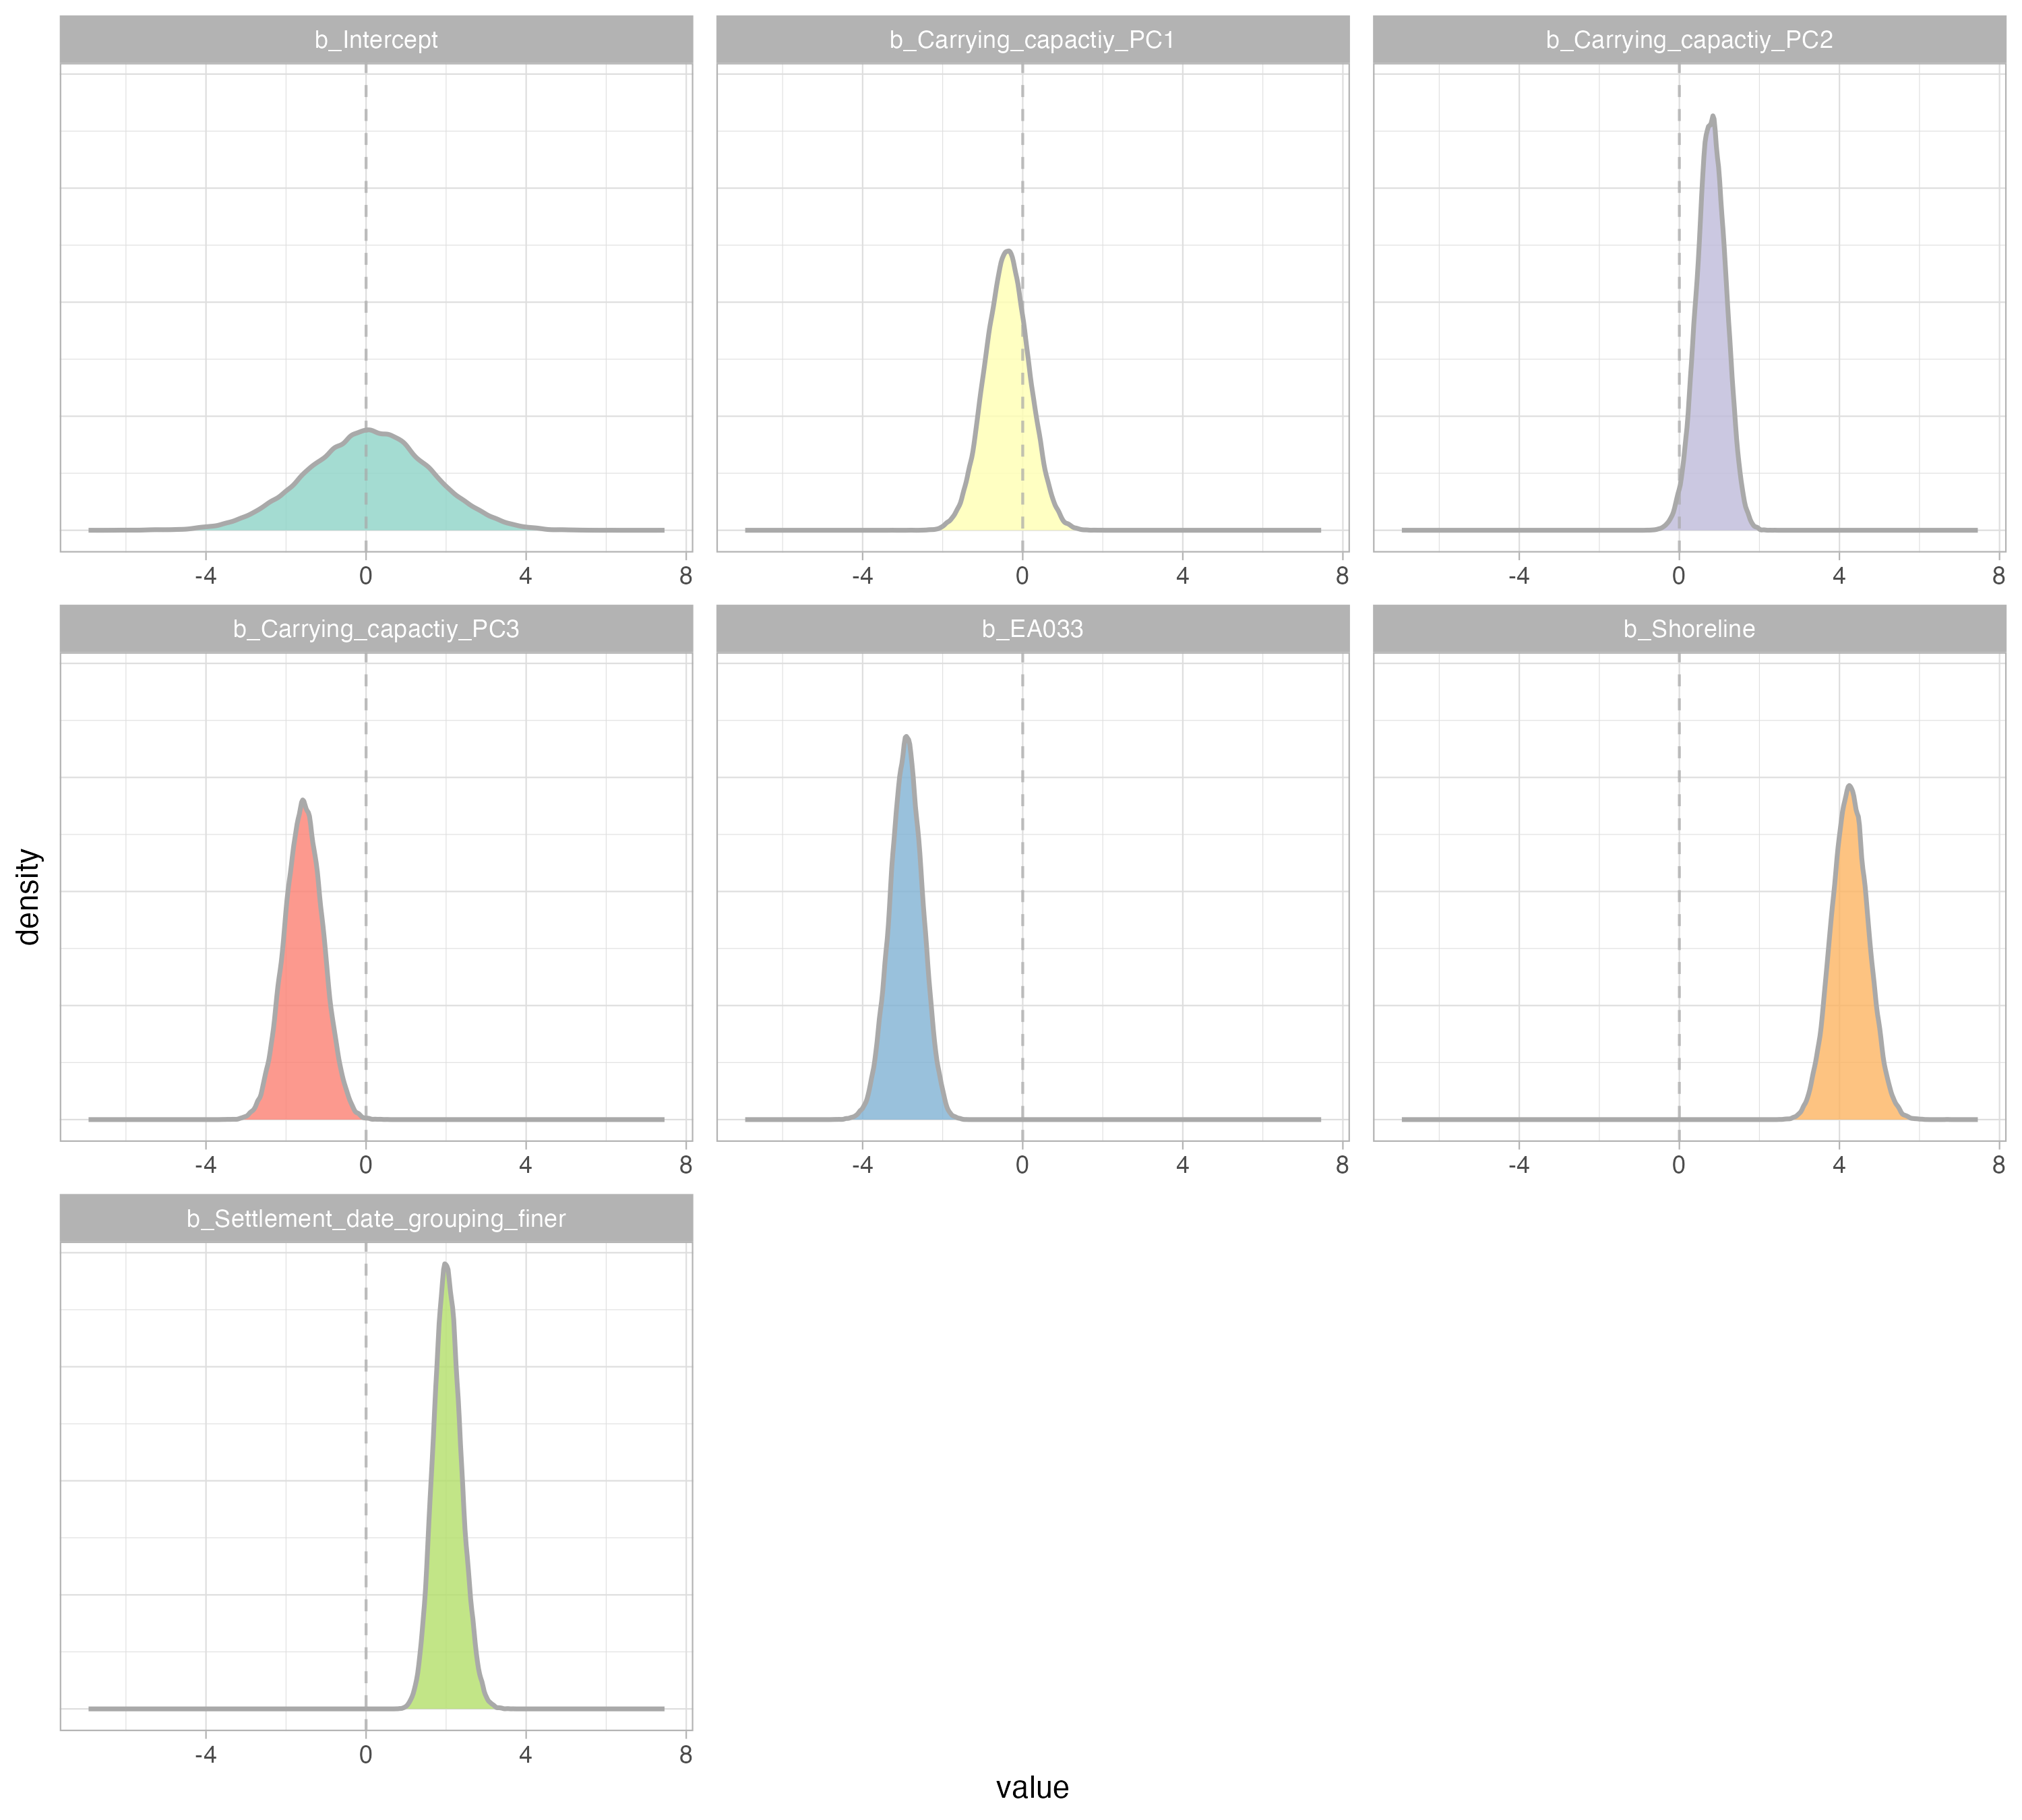 b_Intercept
b_Carrying_capactiy_PC1
b_Carrying_capactiy_PC2
-4 0 4 8
-4 0 4 8
-4 0 4 8
b_Carrying_capactiy_PC3
b_EA033
b_Shoreline
density
-4 0 4 8
-4 0 4 8
-4 0 4 8
b_Settlement_date_grouping_finer
-4 0 4 8
value